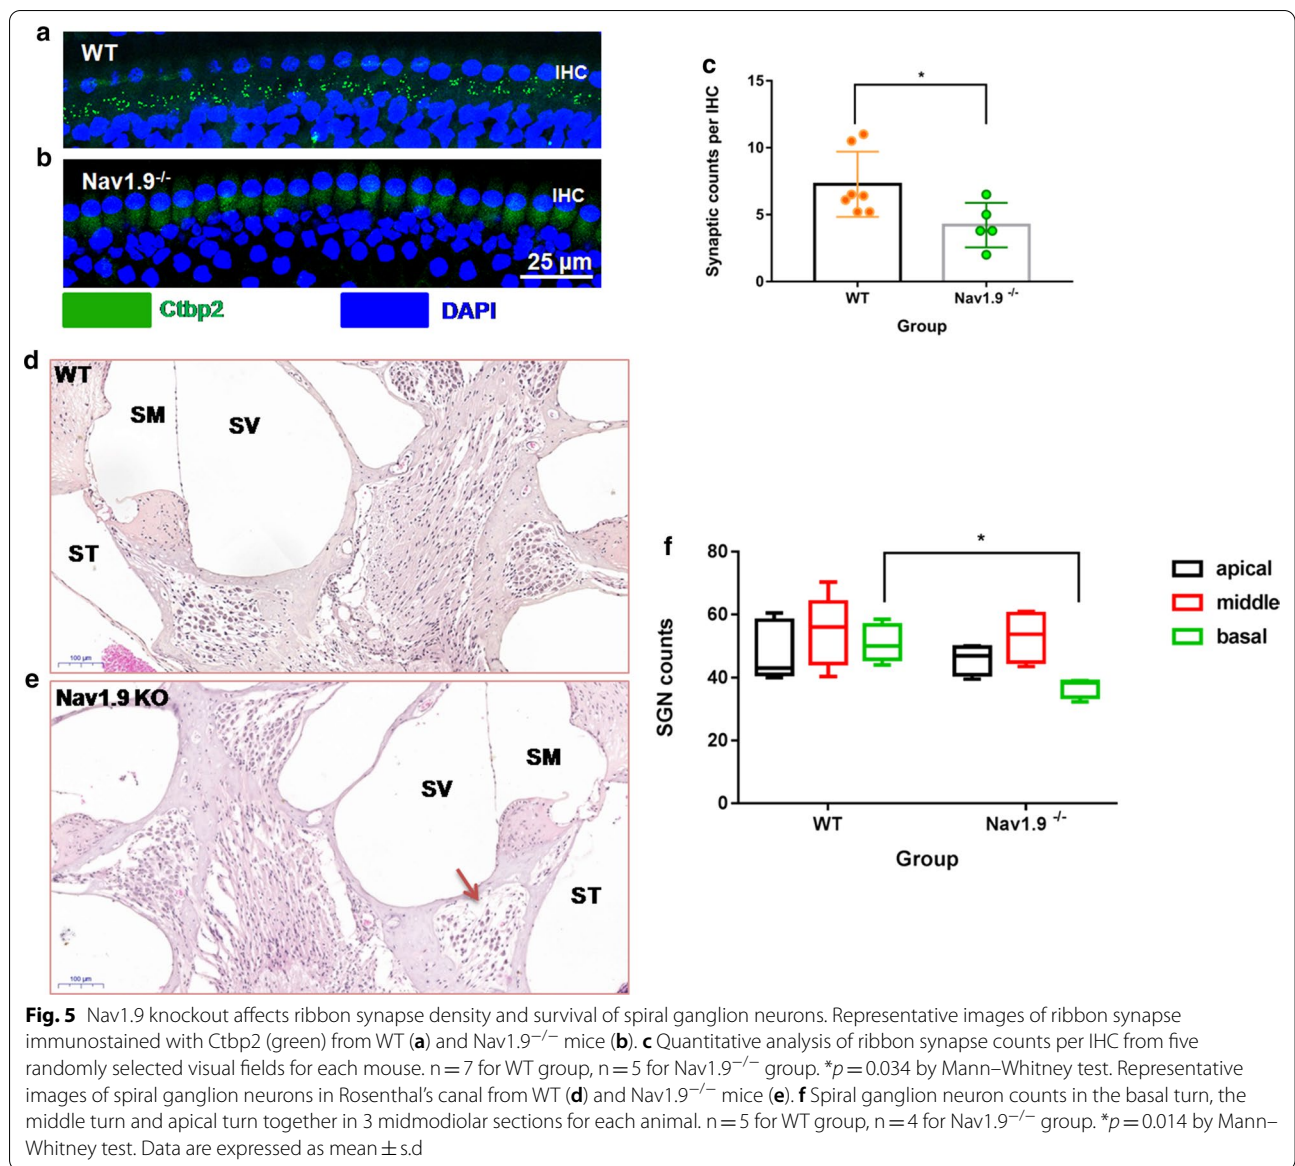 a
WT
IHC
b
Nav1.9-/-
IHC
25 µm
Ctbp2
DAPI
c
*
15
10
5
0
Synaptic counts per IHC
WT
Nav1.9 -/-
Group
d
WT
SM
SV
ST
100 µm
e
Nav1.9 KO
SV
SM
ST
100 µm
f
*
80
60
40
20
0
SGN counts
WT
Nav1.9 -/-
Group
apical
middle
basal
Fig. 5 Nav1.9 knockout affects ribbon synapse density and survival of spiral ganglion neurons. Representative images of ribbon synapse
immunostained with Ctbp2 (green) from WT (a) and Nav1.9−/− mice (b). c Quantitative analysis of ribbon synapse counts per IHC from five
randomly selected visual fields for each mouse. n = 7 for WT group, n = 5 for Nav1.9−/− group. *p = 0.034 by Mann–Whitney test. Representative
images of spiral ganglion neurons in Rosenthal's canal from WT (d) and Nav1.9−/− mice (e). f Spiral ganglion neuron counts in the basal turn, the
middle turn and apical turn together in 3 midmodiolar sections for each animal. n = 5 for WT group, n = 4 for Nav1.9−/− group. *p = 0.014 by Mann–
Whitney test. Data are expressed as mean ± s.d